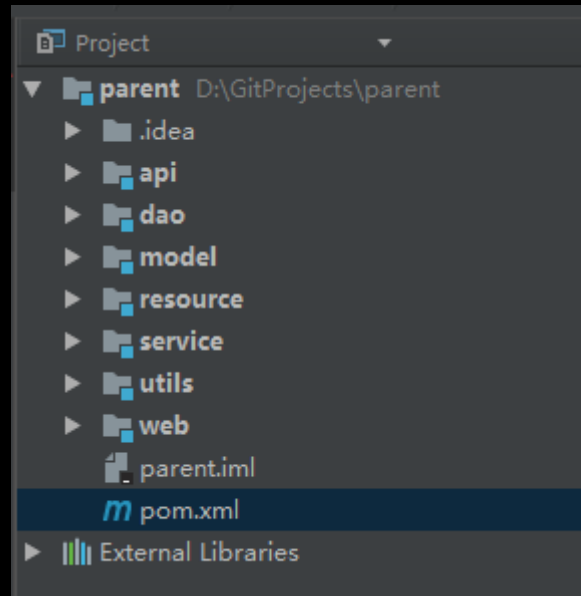 Project
parent D:\GitProjects\parent
.idea
api
dao
model
resource
service
utils
web
parent.iml
pom.xml
External Libraries